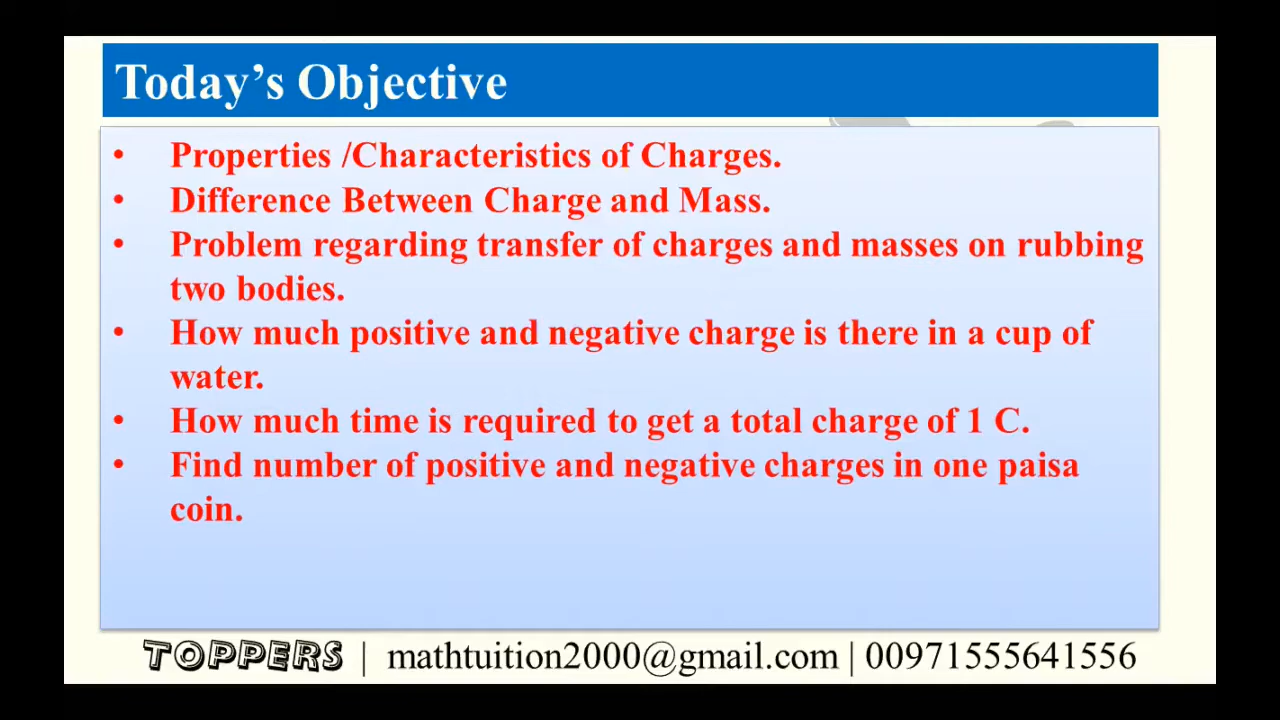 Today's Objective
• Properties /Characteristics of Charges.
• Difference Between Charge and Mass.
• Problem regarding transfer of charges and masses on rubbing
two bodies.
• How much positive and negative charge is there in a cup of
water.
• How much time is required to get a total charge of 1 C.
• Find number of positive and negative charges in one paisa
coin.
TOPPERS | mathtuition2000@gmail.com | 00971555641556